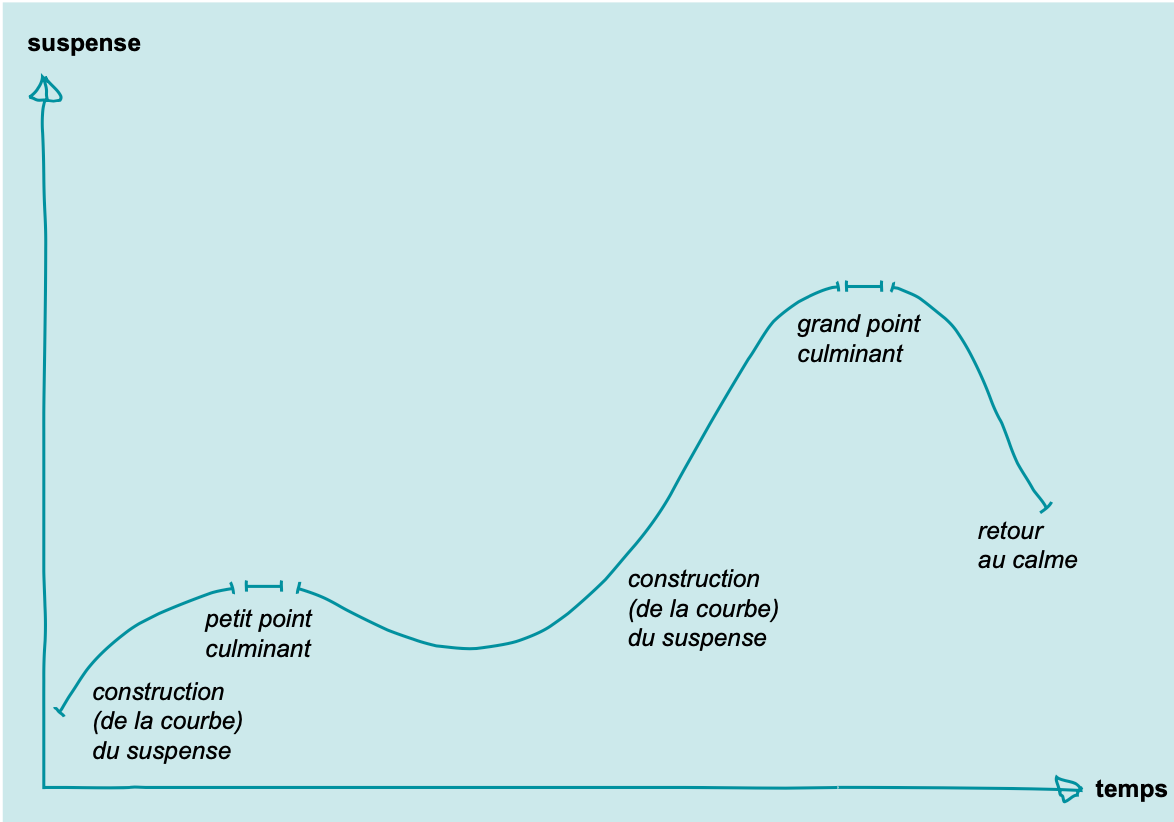 suspense
grand point
culminant
retour
au calme
construction
(de la courbe)
du suspense
petit point
culminant
construction
(de la courbe)
du suspense
temps